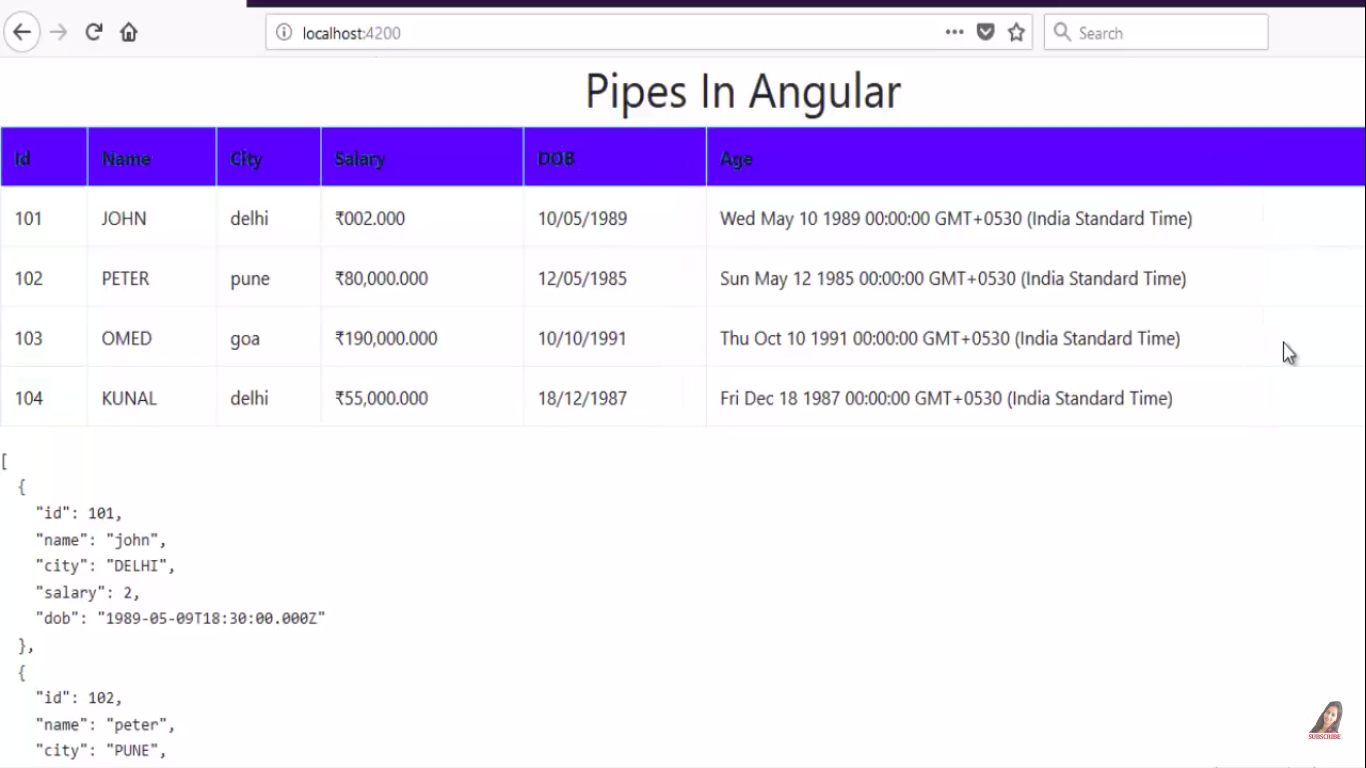 localhost:4200
Search
Pipes In Angular
Id Name City Salary DOB Age
101 JOHN delhi ₹002.000 10/05/1989 Wed May 10 1989 00:00:00 GMT+0530 (India Standard Time)
102 PETER pune ₹80,000.000 12/05/1985 Sun May 12 1985 00:00:00 GMT+0530 (India Standard Time)
103 OMED goa ₹190,000.000 10/10/1991 Thu Oct 10 1991 00:00:00 GMT+0530 (India Standard Time)
104 KUNAL delhi ₹55,000.000 18/12/1987 Fri Dec 18 1987 00:00:00 GMT+0530 (India Standard Time)
[
{
"id": 101,
"name": "john",
"city": "DELHI",
"salary": 2,
"dob": "1989-05-09T18:30:00.000Z"
},
{
"id": 102,
"name": "peter",
"city": "PUNE",
SUBSCRIBE